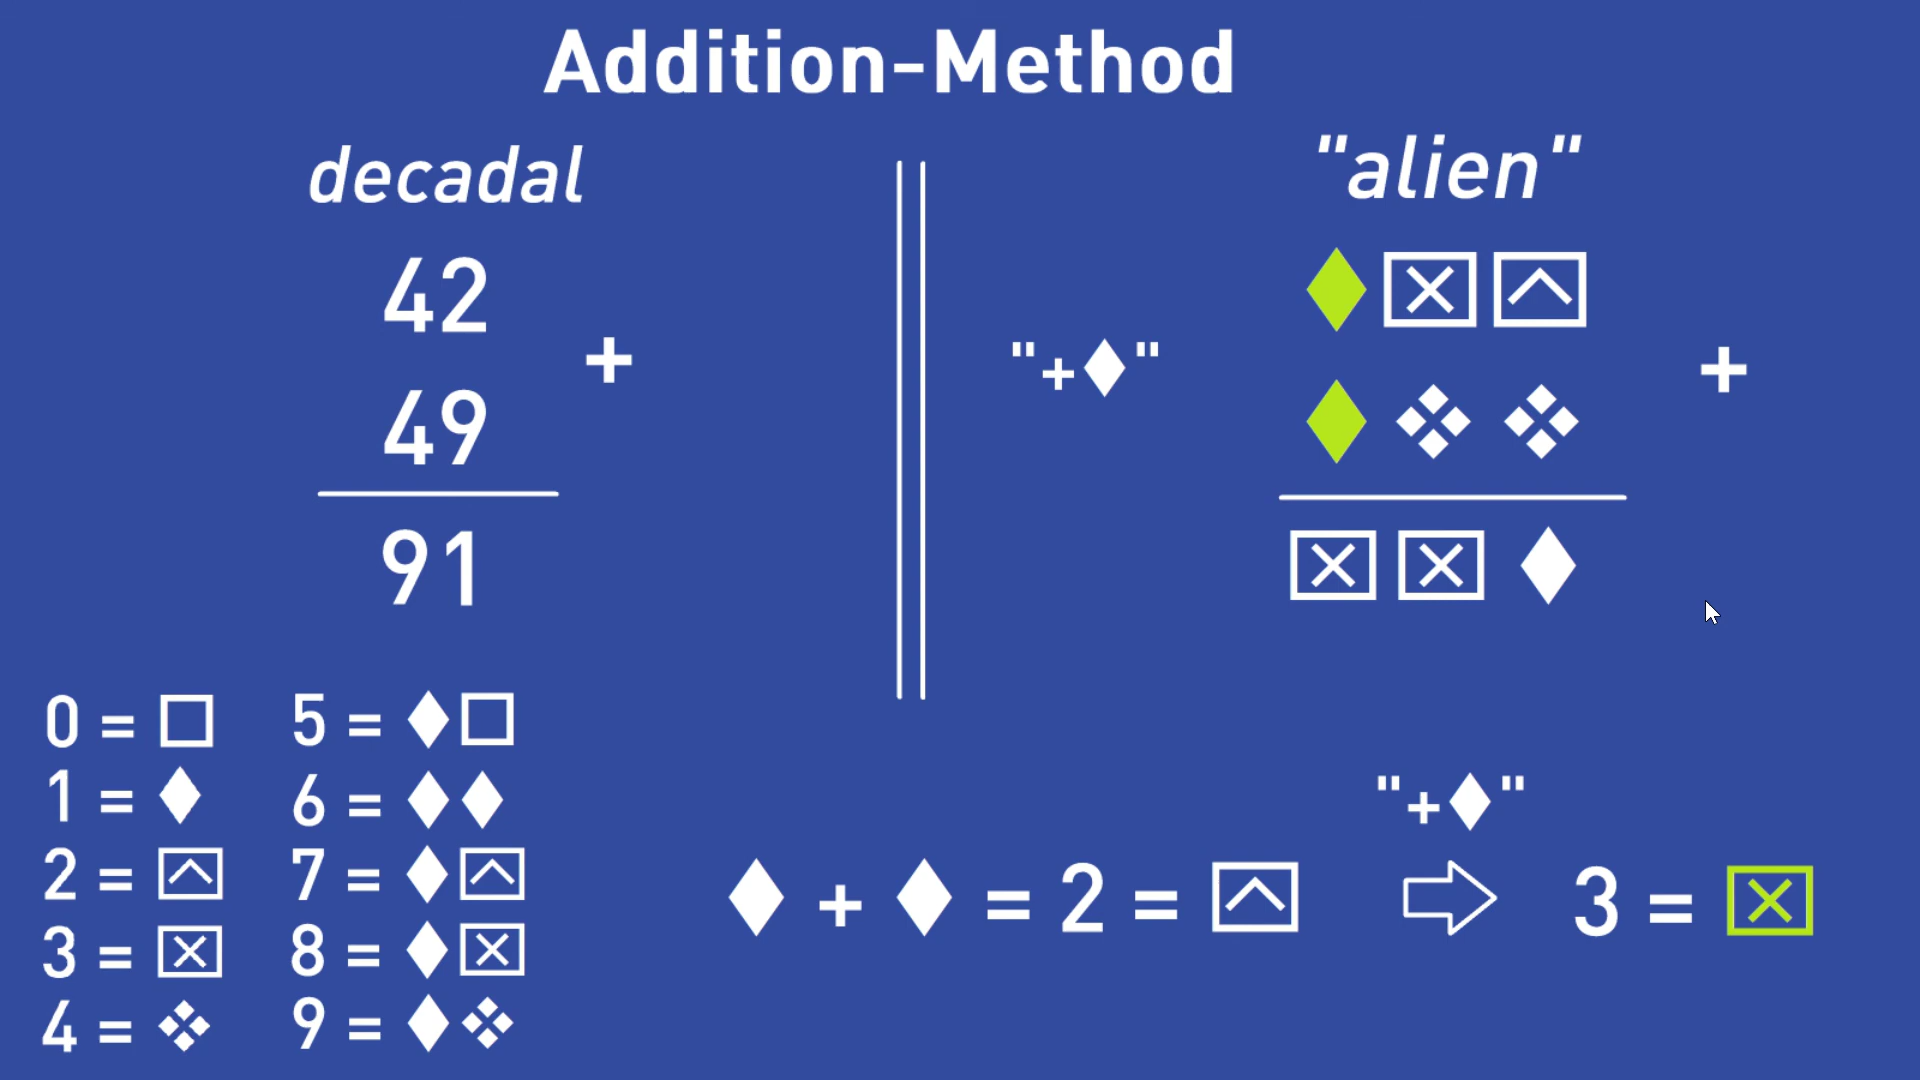 Addition-Method
decadal
42
+
49
91
"alien"
♦☒⌃
"+♦"
+
♦❖❖
☒☒♦
0 = □
1 = ♦
2 = ⌃
3 = ☒
4 = ❖
5 = ♦□
6 = ♦♦
7 = ♦⌃
8 = ♦☒
9 = ♦❖
"+♦"
♦ + ♦ = 2 = ⌃ ⇨ 3 = ☒